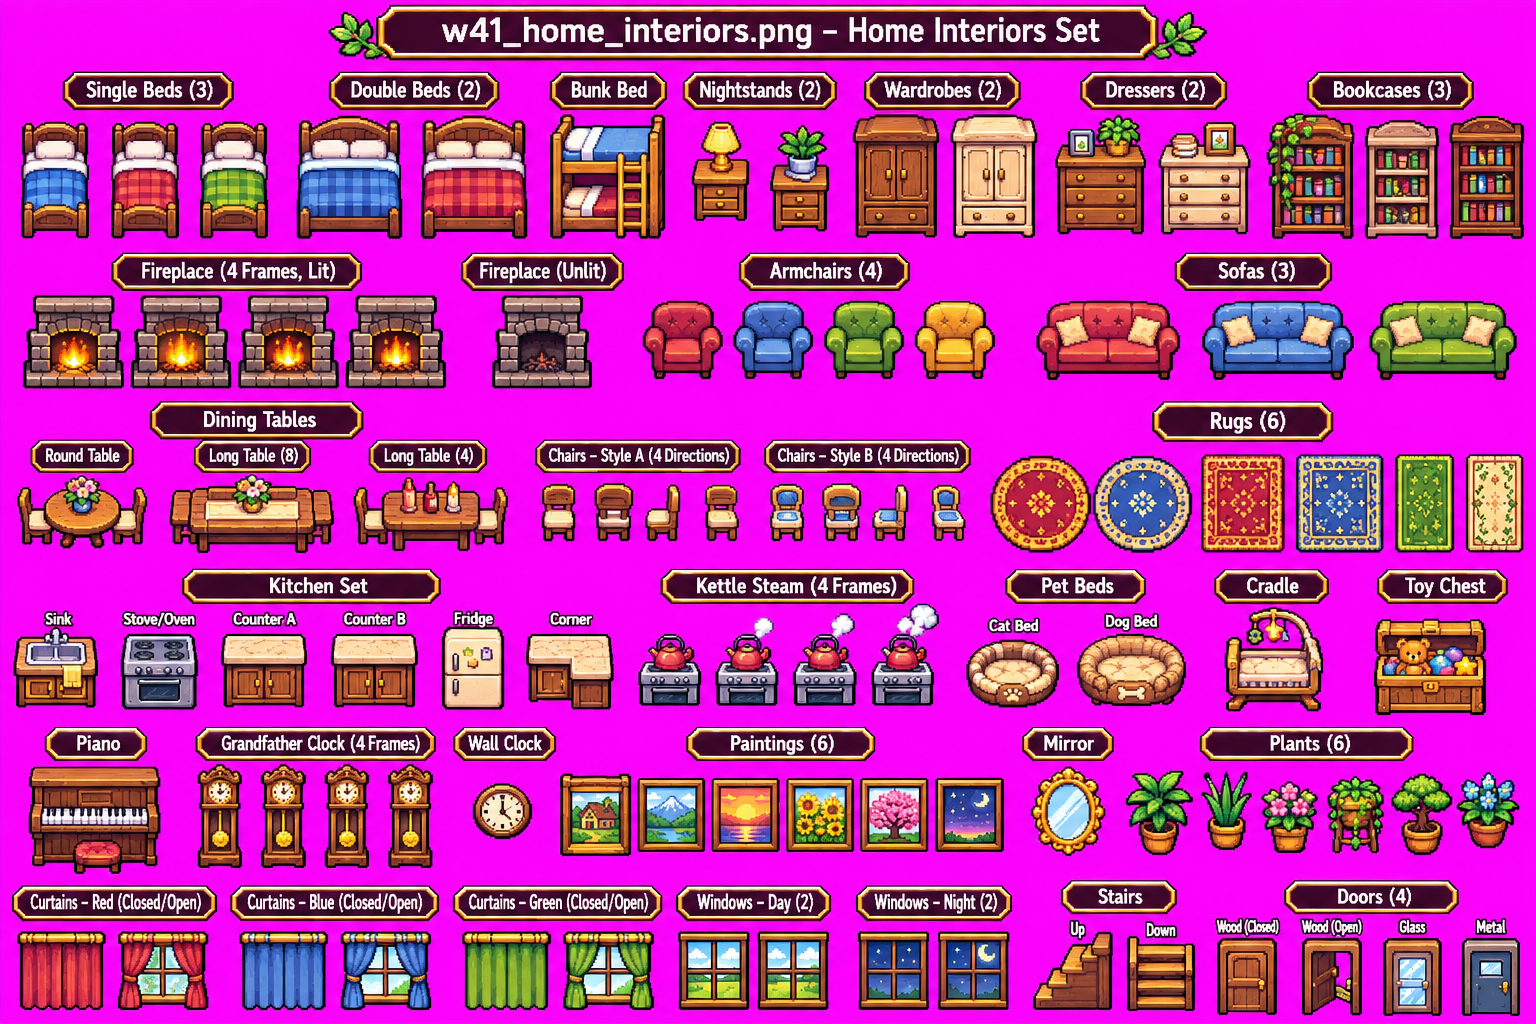 w41_home_interiors.png – Home Interiors Set
Single Beds (3)
Double Beds (2)
Bunk Bed
Nightstands (2)
Wardrobes (2)
Dressers (2)
Bookcases (3)
Fireplace (4 Frames, Lit)
Fireplace (Unlit)
Armchairs (4)
Sofas (3)
Dining Tables
Rugs (6)
Round Table
Long Table (8)
Long Table (4)
Chairs – Style A (4 Directions)
Chairs – Style B (4 Directions)
Kitchen Set
Kettle Steam (4 Frames)
Pet Beds
Cradle
Toy Chest
Sink
Stove/Oven
Counter A
Counter B
Fridge
Corner
Cat Bed
Dog Bed
Piano
Grandfather Clock (4 Frames)
Wall Clock
Paintings (6)
Mirror
Plants (6)
Curtains – Red (Closed/Open)
Curtains – Blue (Closed/Open)
Curtains – Green (Closed/Open)
Windows – Day (2)
Windows – Night (2)
Stairs
Doors (4)
Up
Down
Wood (Closed)
Wood (Open)
Glass
Metal